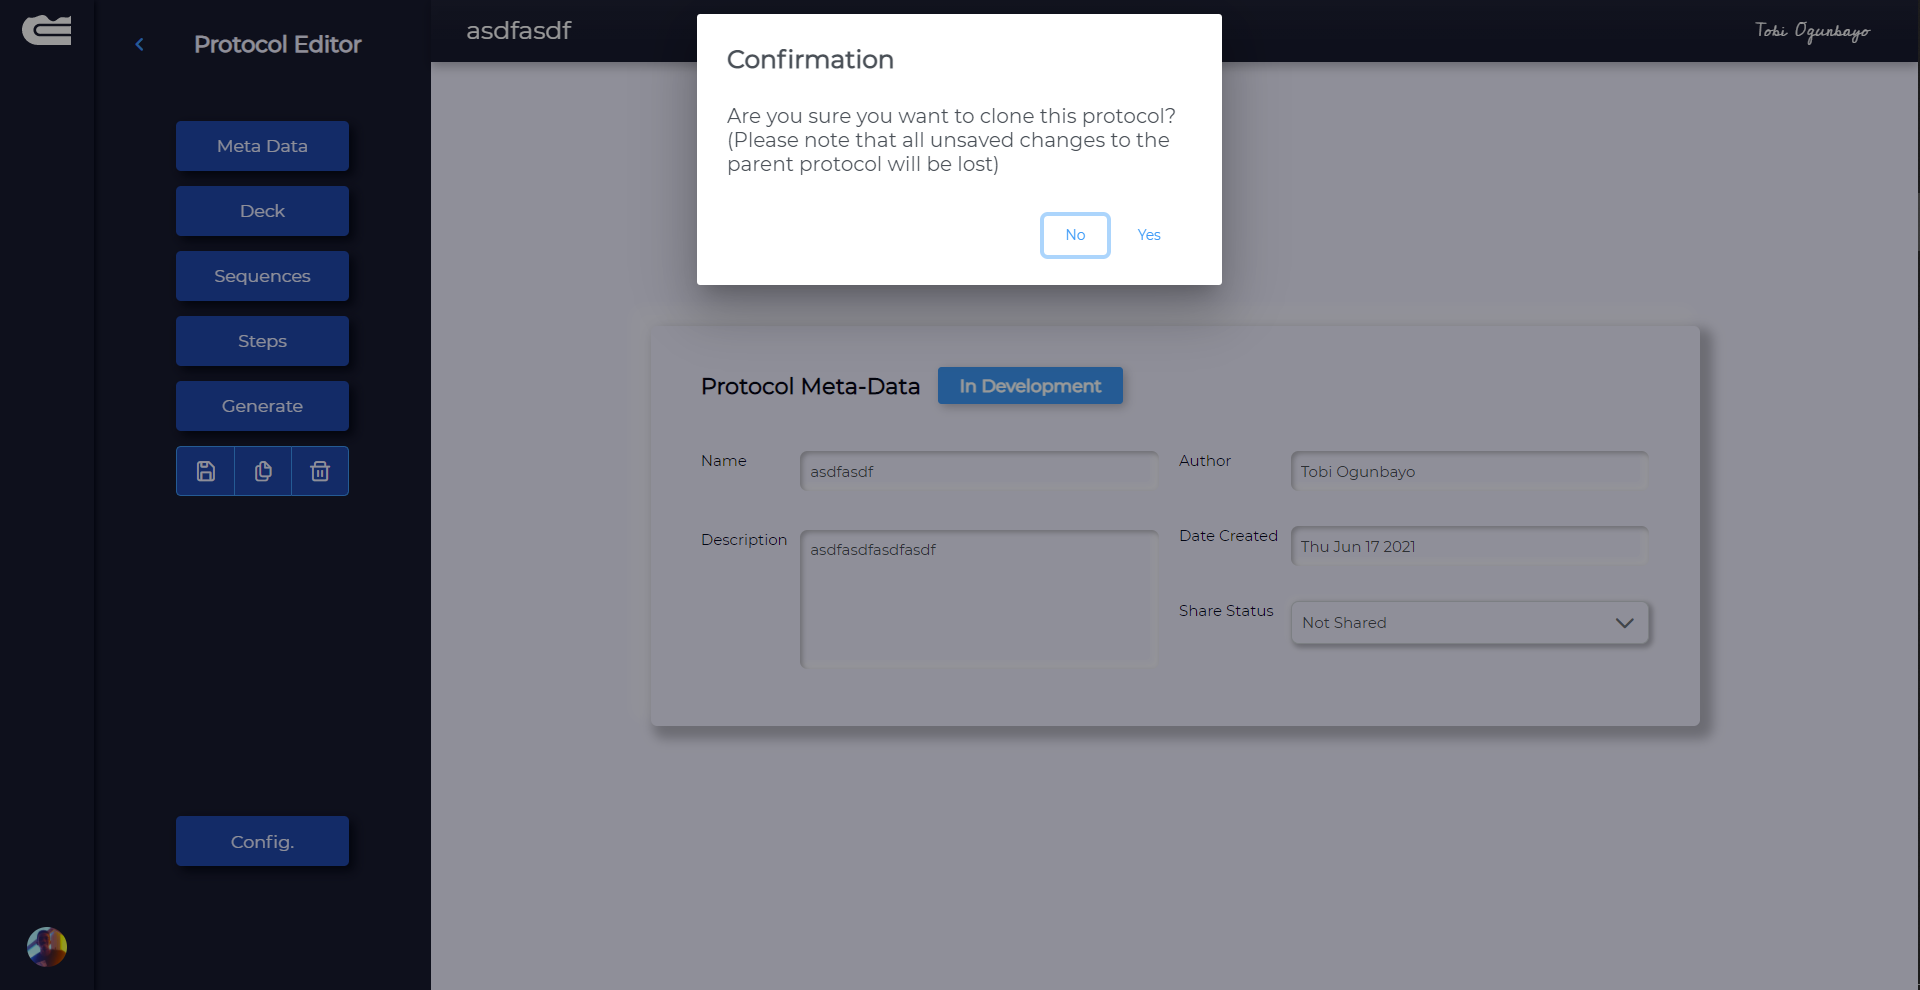 Protocol Editor
asdfasdf
Tobi Ogunbayo
Confirmation
Are you sure you want to clone this protocol?
(Please note that all unsaved changes to the
parent protocol will be lost)
No
Yes
Meta Data
Deck
Sequences
Steps
Generate
Config.
Protocol Meta-Data
In Development
Name
asdfasdf
Author
Tobi Ogunbayo
Description
asdfasdfasdfasdf
Date Created
Thu Jun 17 2021
Share Status
Not Shared